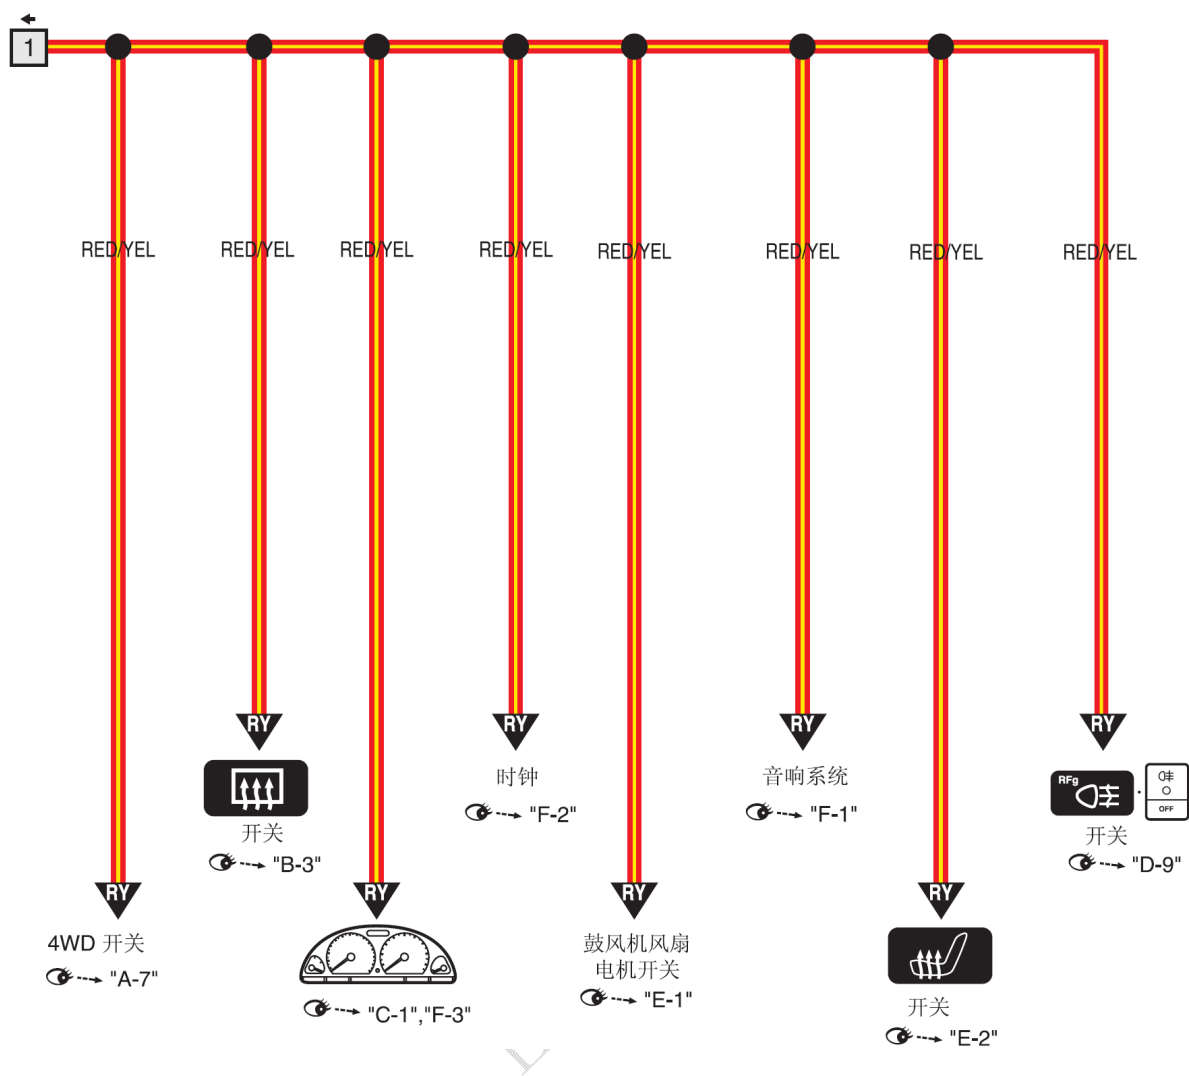 1
RED/YEL RED/YEL RED/YEL RED/YEL RED/YEL RED/YEL RED/YEL RED/YEL
RY RY RY RY
时钟
"F-2"
音响系统
"F-1"
RFg
OFF
开关
"B-3"
开关
"D-9"
RY RY RY RY
4WD 开关
"A-7"
"C-1","F-3"
鼓风机风扇
电机开关
"E-1"
开关
"E-2"